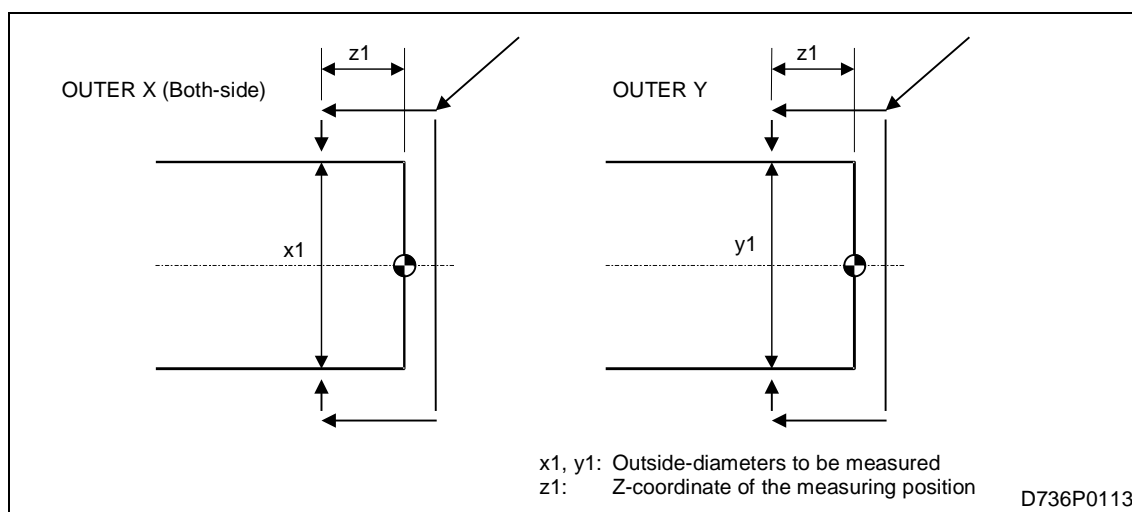 z1
z1
OUTER X (Both-side)
OUTER Y
x1
y1
x1, y1: Outside-diameters to be measured
z1: Z-coordinate of the measuring position
D736P0113